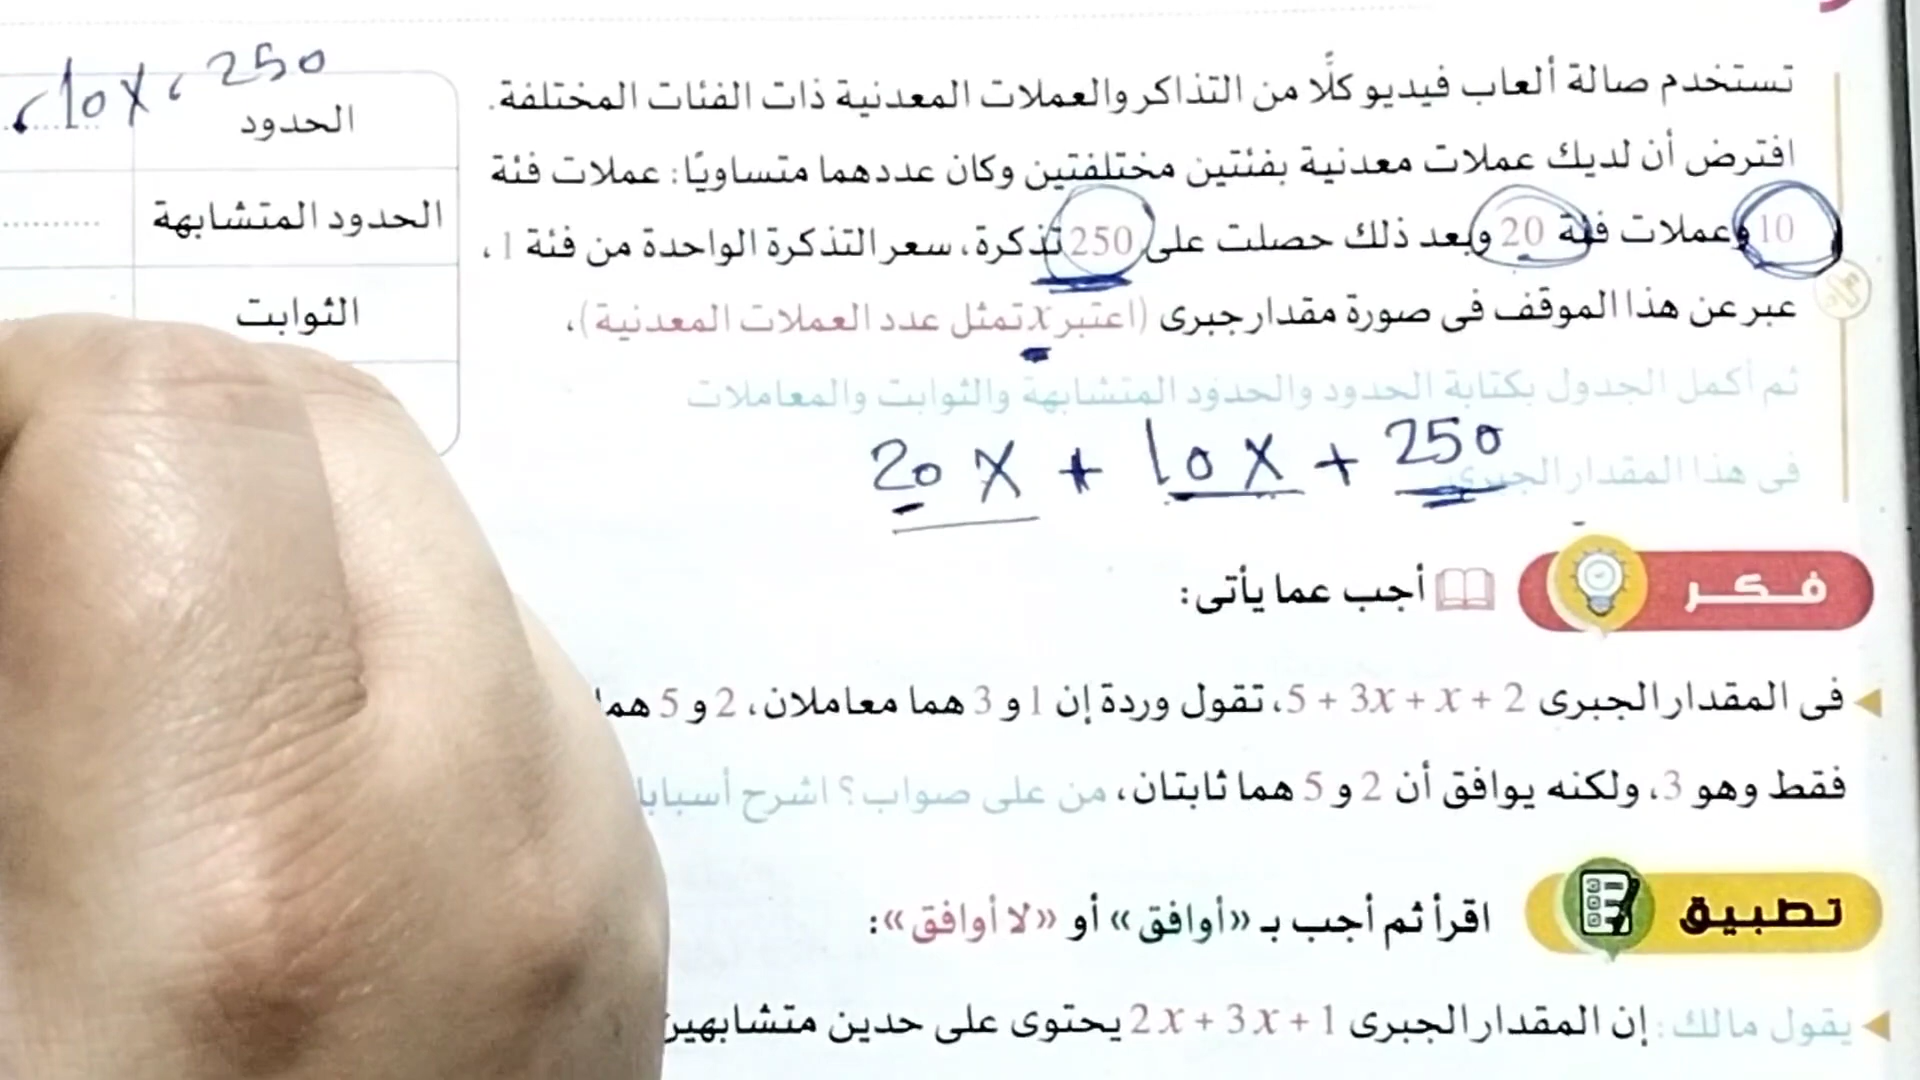 تستخدم صالة ألعاب فيديو كلًا من التذاكر والعملات المعدنية ذات الفئات المختلفة.
افترض أن لديك عملات معدنية بفئتين مختلفتين وكان عددهما متساويًا: عملات فئة
10 وعملات فئة 20 وبعد ذلك حصلت على 250 تذكرة، سعر التذكرة الواحدة من فئة 1،
عبر عن هذا الموقف فى صورة مقدار جبرى (اعتبر x تمثل عدد العملات المعدنية)،
ثم أكمل الجدول بكتابة الحدود والحدود المتشابهة والثوابت والمعاملات
فى هذا المقدار الجبرى
20 X + 10 X + 250
10 X ، 250
الحدود
الحدود المتشابهة
الثوابت
فكر
أجب عما يأتى:
فى المقدار الجبرى 5 + 3x + x + 2، تقول وردة إن 1 و 3 هما معاملان، 2 و 5 هما
فقط وهو 3، ولكنه يوافق أن 2 و 5 هما ثابتان، من على صواب؟ اشرح
تطبيق
اقرأ ثم أجب بـ «أوافق» أو «لا أوافق»:
يقول مالك: إن المقدار الجبرى 2x + 3x + 1 يحتوى على حدين متشابهين